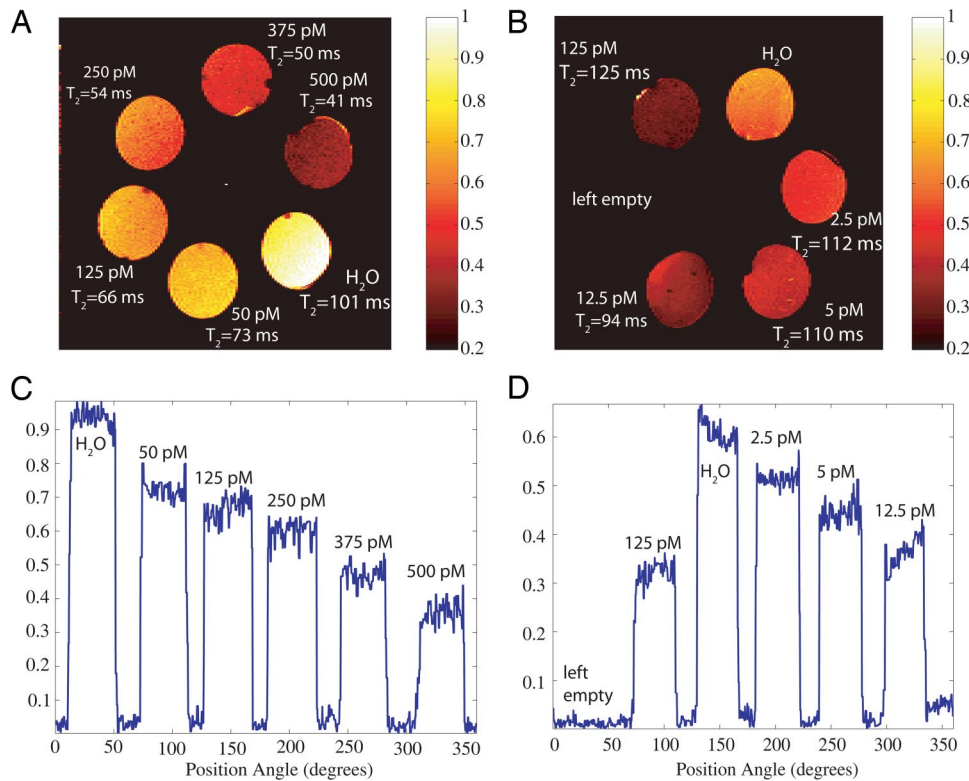 A
375 pM
T₂=50 ms
500 pM
T₂=41 ms
250 pM
T₂=54 ms
125 pM
T₂=66 ms
50 pM
T₂=73 ms
H₂O
T₂=101 ms
1
0.9
0.8
0.7
0.6
0.5
0.4
0.3
0.2
B
125 pM
T₂=125 ms
H₂O
left empty
2.5 pM
T₂=112 ms
12.5 pM
T₂=94 ms
5 pM
T₂=110 ms
1
0.9
0.8
0.7
0.6
0.5
0.4
0.3
0.2
C
0.9
0.8
0.7
0.6
0.5
0.4
0.3
0.2
0.1
H₂O
50 pM
125 pM
250 pM
375 pM
500 pM
0 50 100 150 200 250 300 350
Position Angle (degrees)
D
0.6
0.5
0.4
0.3
0.2
0.1
left
empty
125 pM
H₂O
2.5 pM
5 pM
12.5 pM
0 50 100 150 200 250 300 350
Position Angle (degrees)